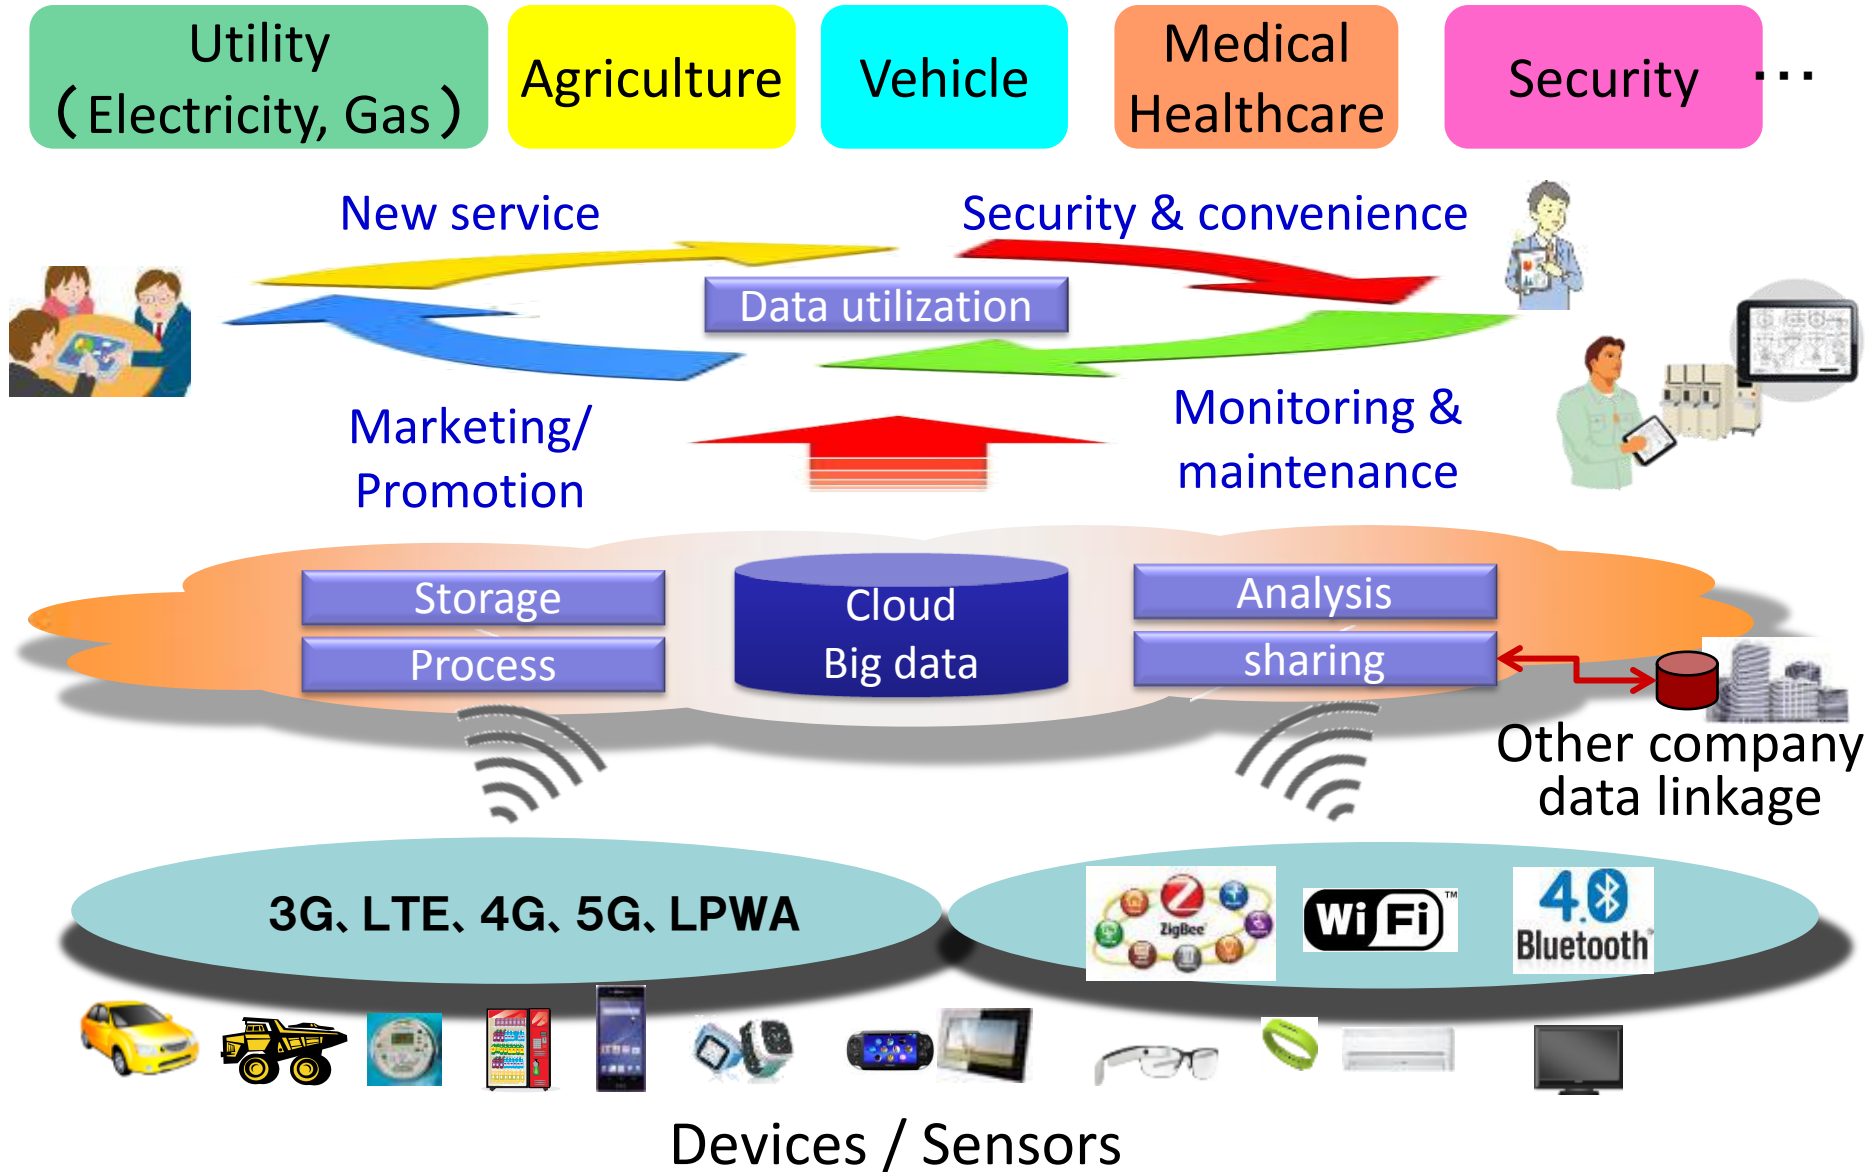 Utility
（Electricity, Gas）
Agriculture
Vehicle
Medical
Healthcare
Security
･･･
New service
Security & convenience
Data utilization
Marketing/
Promotion
Monitoring &
maintenance
Storage
Process
Cloud
Big data
Analysis
sharing
Other company
data linkage
3G、LTE、4G、5G、LPWA
ZigBee
Wi Fi ™
4.0
Bluetooth
Devices / Sensors